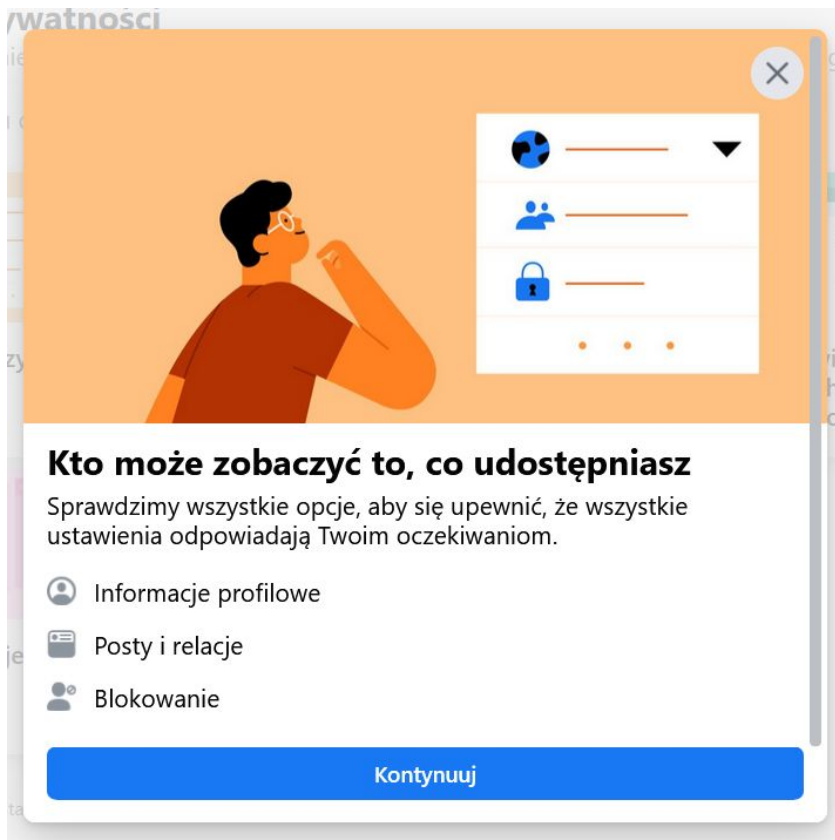 Kto może zobaczyć to, co udostępniasz
Sprawdzimy wszystkie opcje, aby się upewnić, że wszystkie
ustawienia odpowiadają Twoim oczekiwaniom.
Informacje profilowe
Posty i relacje
Blokowanie
Kontynuuj